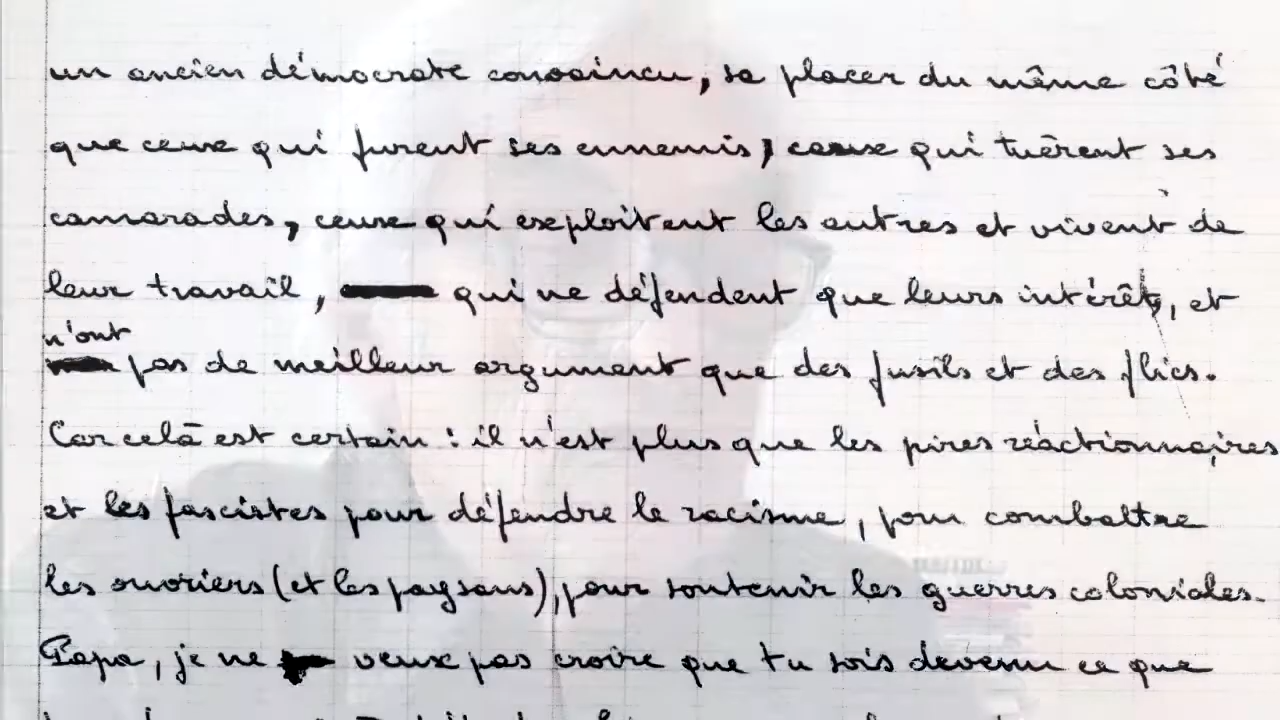 un ancien démocrate convaincu, se placer du même côté
que ceux qui furent ses ennemis, ceux qui tuèrent ses
camarades, ceux qui exploitent les autres et vivent de
leur travail, qui ne défendent que leurs intérêts, et
n'ont
pas de meilleur argument que des fusils et des flics.
Car celà est certain : il n'est plus que les pires réactionnaires
et les fascistes pour défendre le racisme, pour combattre
les ouvriers (et les paysans), pour soutenir les guerres coloniales.
Papa, je ne veux pas croire que tu sois devenu ce que